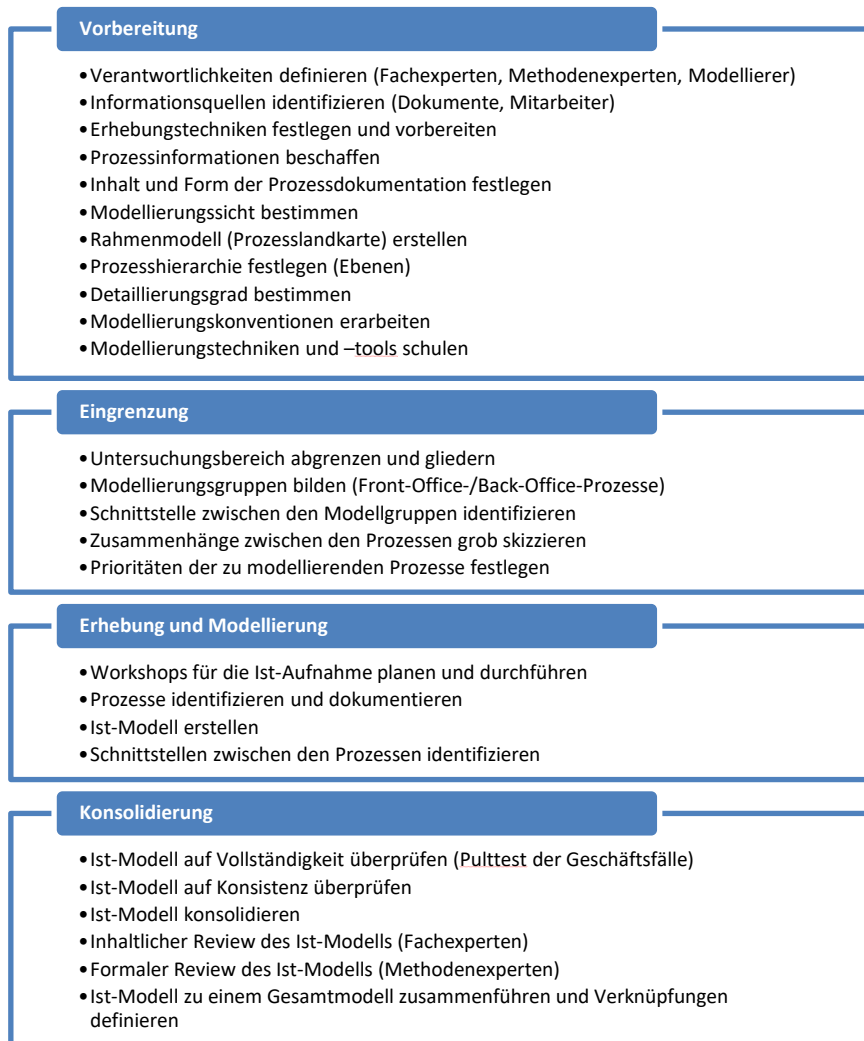 Vorbereitung
•Verantwortlichkeiten definieren (Fachexperten, Methodenexperten, Modellierer)
•Informationsquellen identifizieren (Dokumente, Mitarbeiter)
•Erhebungstechniken festlegen und vorbereiten
•Prozessinformationen beschaffen
•Inhalt und Form der Prozessdokumentation festlegen
•Modellierungssicht bestimmen
•Rahmenmodell (Prozesslandkarte) erstellen
•Prozesshierarchie festlegen (Ebenen)
•Detaillierungsgrad bestimmen
•Modellierungskonventionen erarbeiten
•Modellierungstechniken und –tools schulen
Eingrenzung
•Untersuchungsbereich abgrenzen und gliedern
•Modellierungsgruppen bilden (Front-Office-/Back-Office-Prozesse)
•Schnittstelle zwischen den Modellgruppen identifizieren
•Zusammenhänge zwischen den Prozessen grob skizzieren
•Prioritäten der zu modellierenden Prozesse festlegen
Erhebung und Modellierung
•Workshops für die Ist-Aufnahme planen und durchführen
•Prozesse identifizieren und dokumentieren
•Ist-Modell erstellen
•Schnittstellen zwischen den Prozessen identifizieren
Konsolidierung
•Ist-Modell auf Vollständigkeit überprüfen (Pulttest der Geschäftsfälle)
•Ist-Modell auf Konsistenz überprüfen
•Ist-Modell konsolidieren
•Inhaltlicher Review des Ist-Modells (Fachexperten)
•Formaler Review des Ist-Modells (Methodenexperten)
•Ist-Modell zu einem Gesamtmodell zusammenführen und Verknüpfungen
definieren